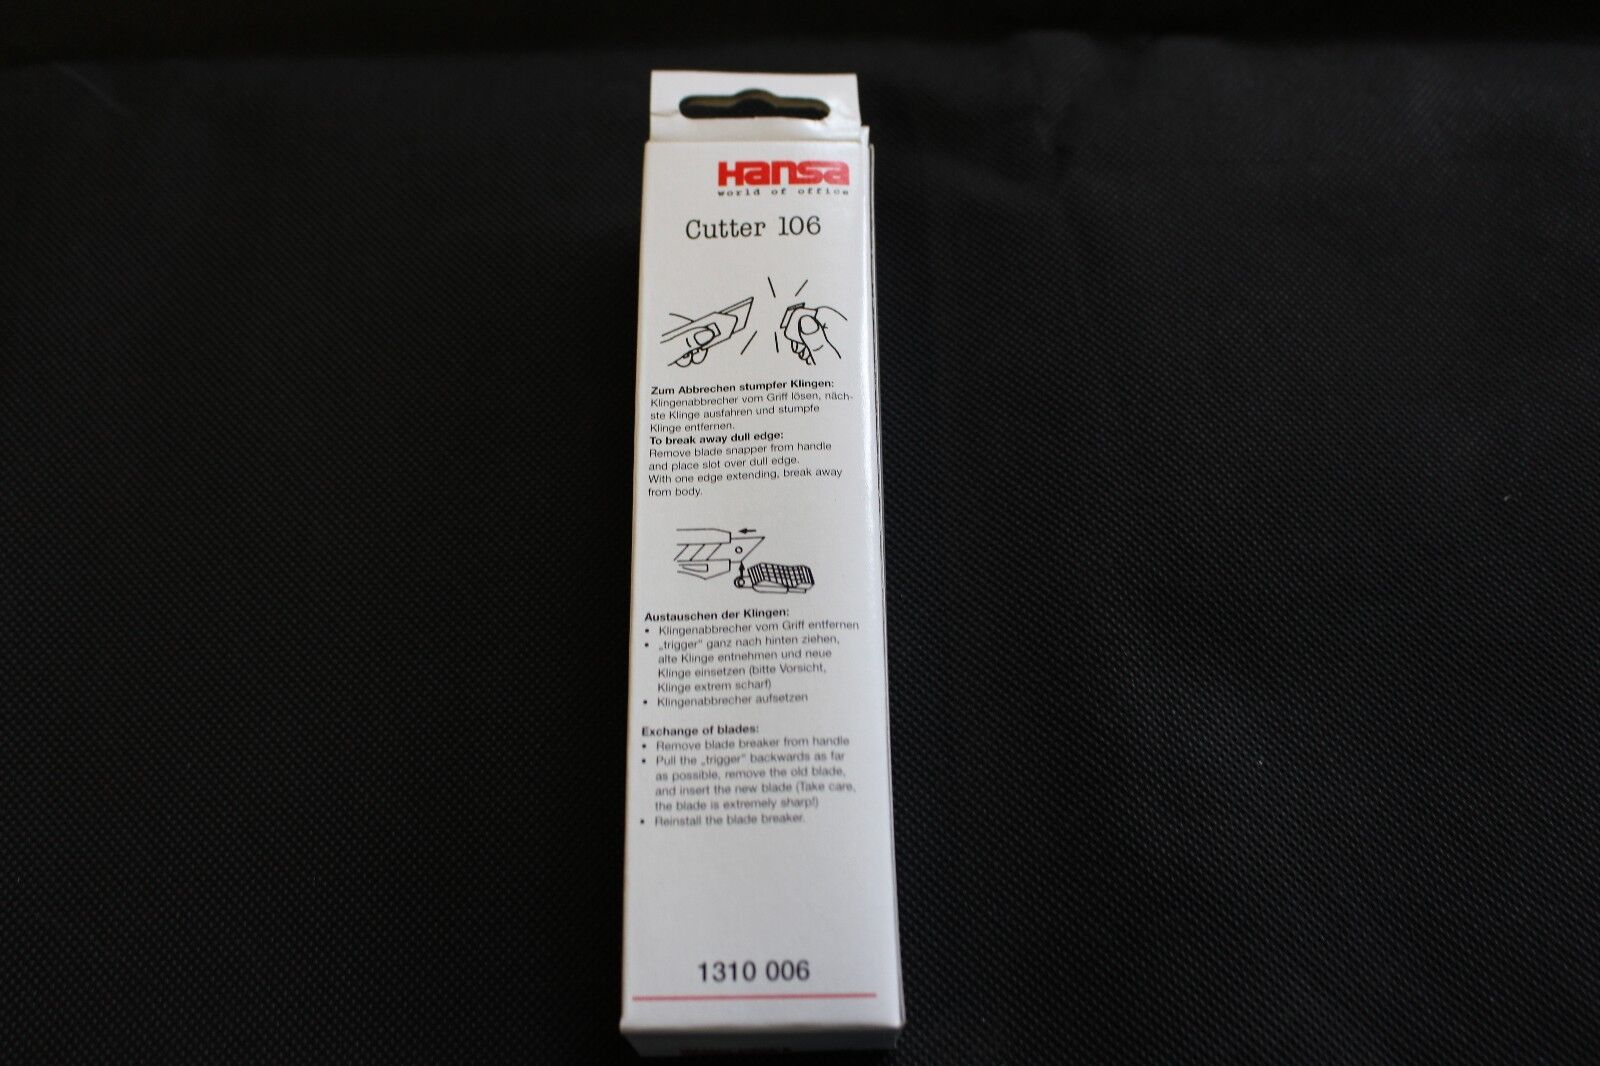 Hansa
world of office
Cutter 106
Zum Abbrechen stumpfer Klingen:
Klingenabbrecher vom Griff lösen, näch-
ste Klinge ausfahren und stumpfe
Klinge entfernen.
To break away dull edge:
Remove blade snapper from handle
and place slot over dull edge.
With one edge extending, break away
from body.
Austauschen der Klingen:
• Klingenabbrecher vom Griff entfernen
• „trigger" ganz nach hinten ziehen,
alte Klinge entnehmen und neue
Klinge einsetzen (bitte Vorsicht,
Klinge extrem scharf)
• Klingenabbrecher aufsetzen
Exchange of blades:
• Remove blade breaker from handle
• Pull the „trigger" backwards as far
as possible, remove the old blade,
and insert the new blade (Take care,
the blade is extremely sharp!)
• Reinstall the blade breaker.
1310 006